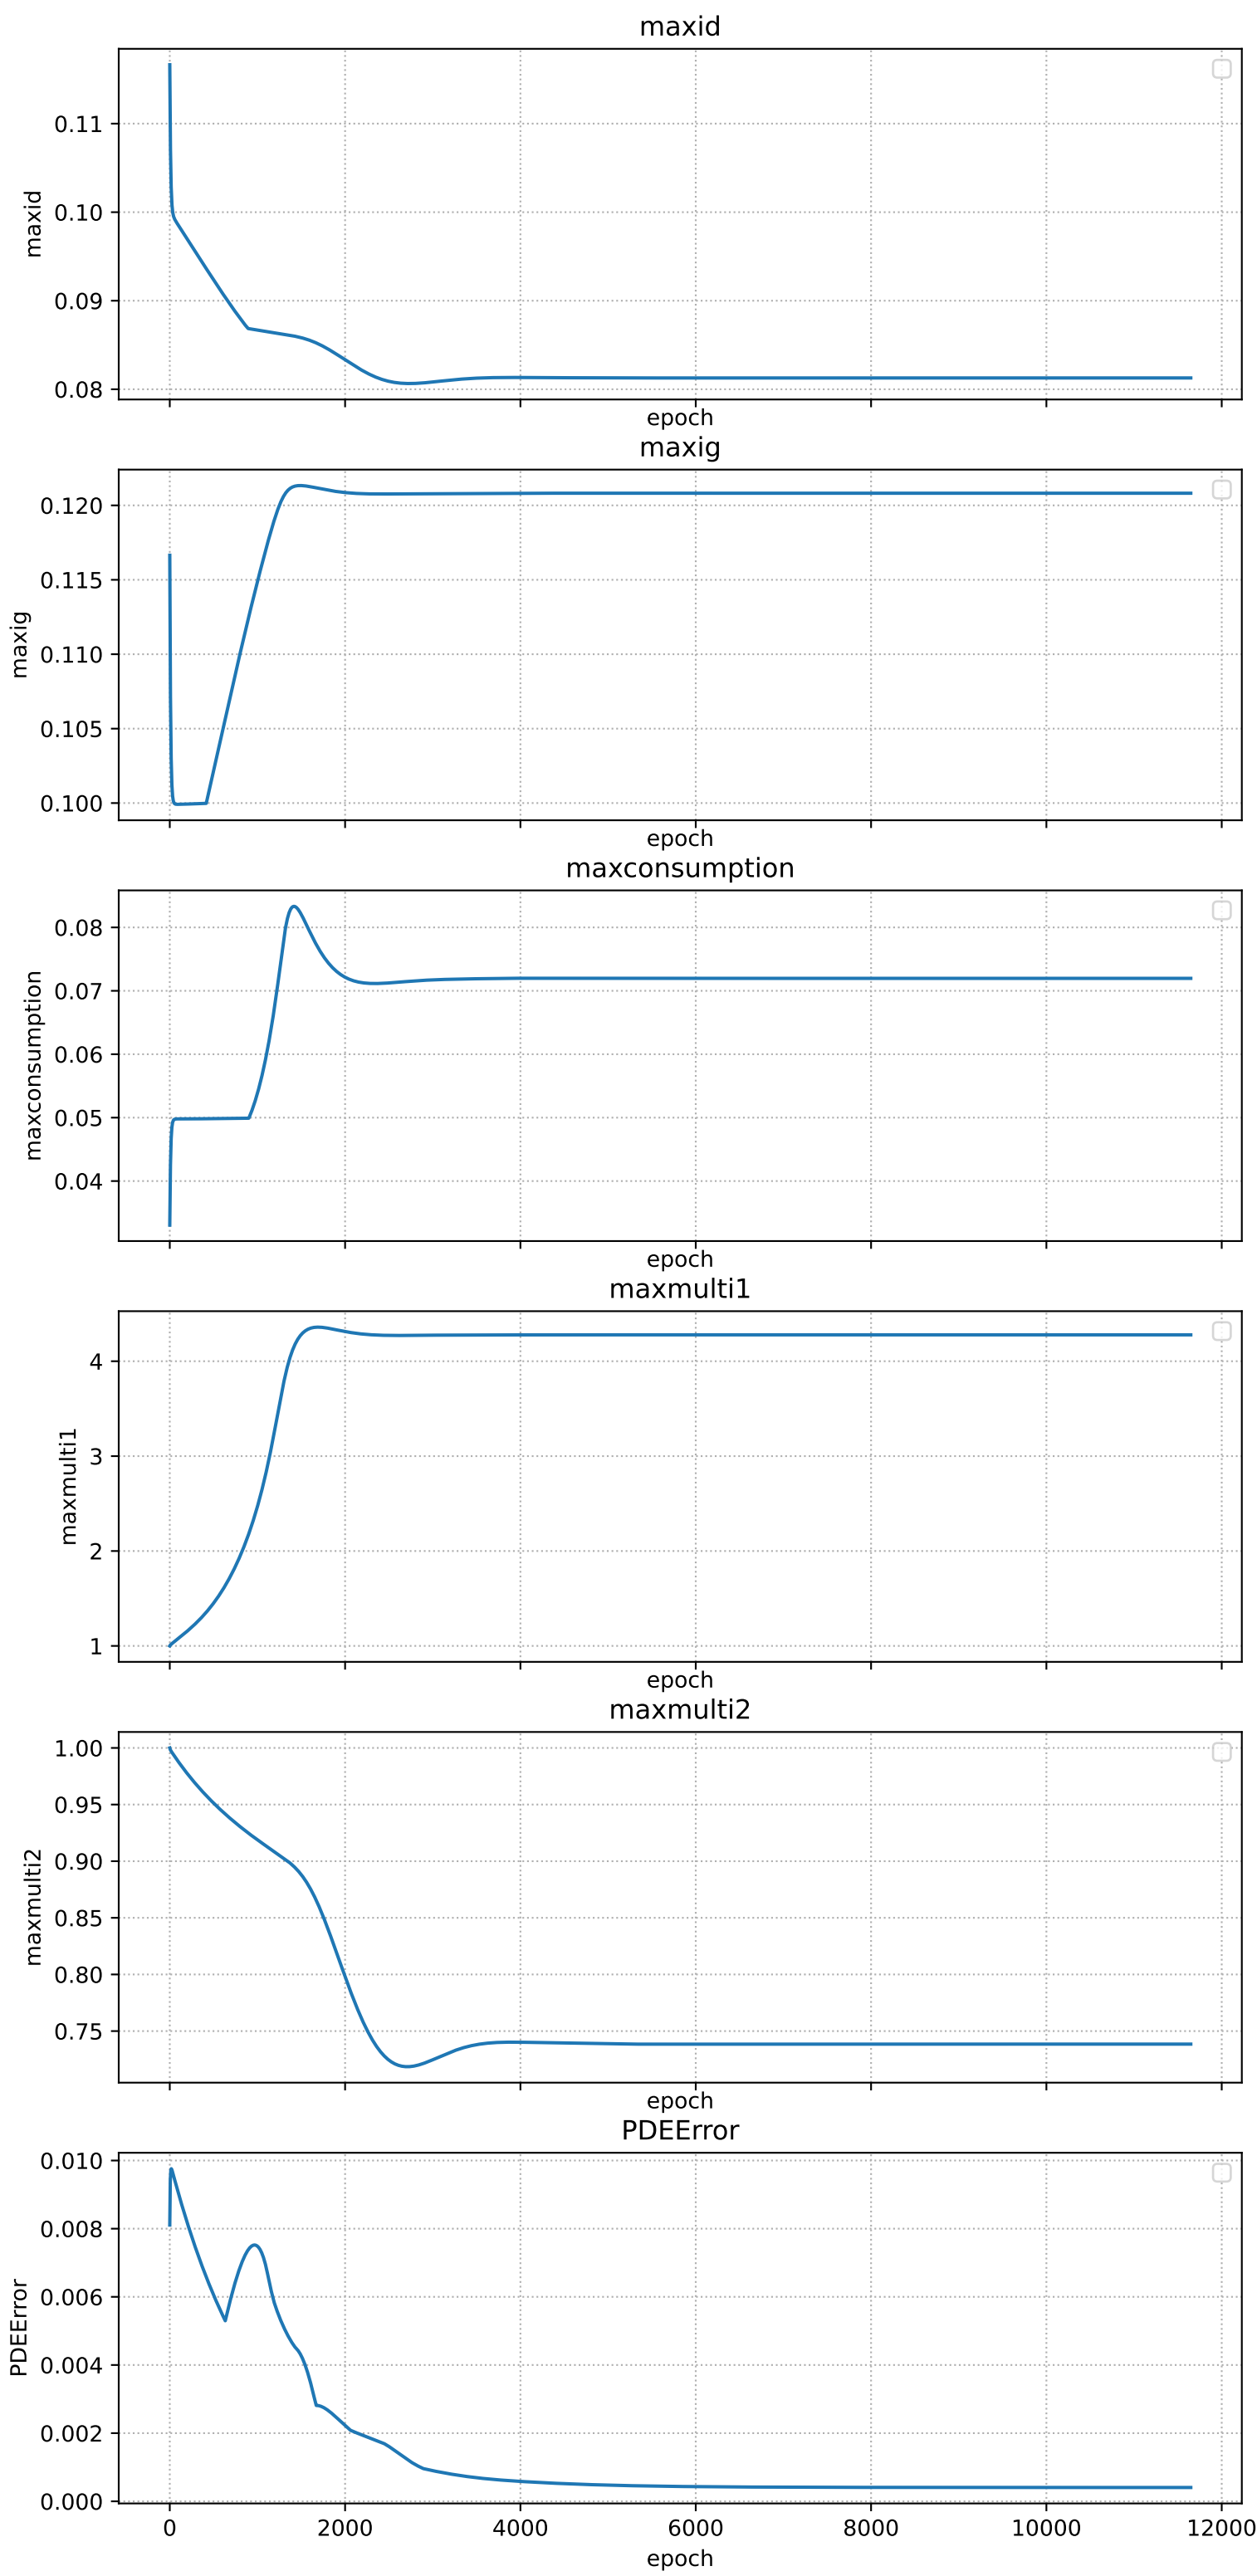 maxid
0.11
0.10
0.09
0.08
maxid
epoch
maxig
0.120
0.115
0.110
0.105
0.100
maxig
epoch
maxconsumption
0.08
0.07
0.06
0.05
0.04
maxconsumption
epoch
maxmulti1
4
3
2
1
maxmulti1
epoch
maxmulti2
1.00
0.95
0.90
0.85
0.80
0.75
maxmulti2
epoch
PDEError
0.010
0.008
0.006
0.004
0.002
0.000
PDEError
0 2000 4000 6000 8000 10000 12000
epoch